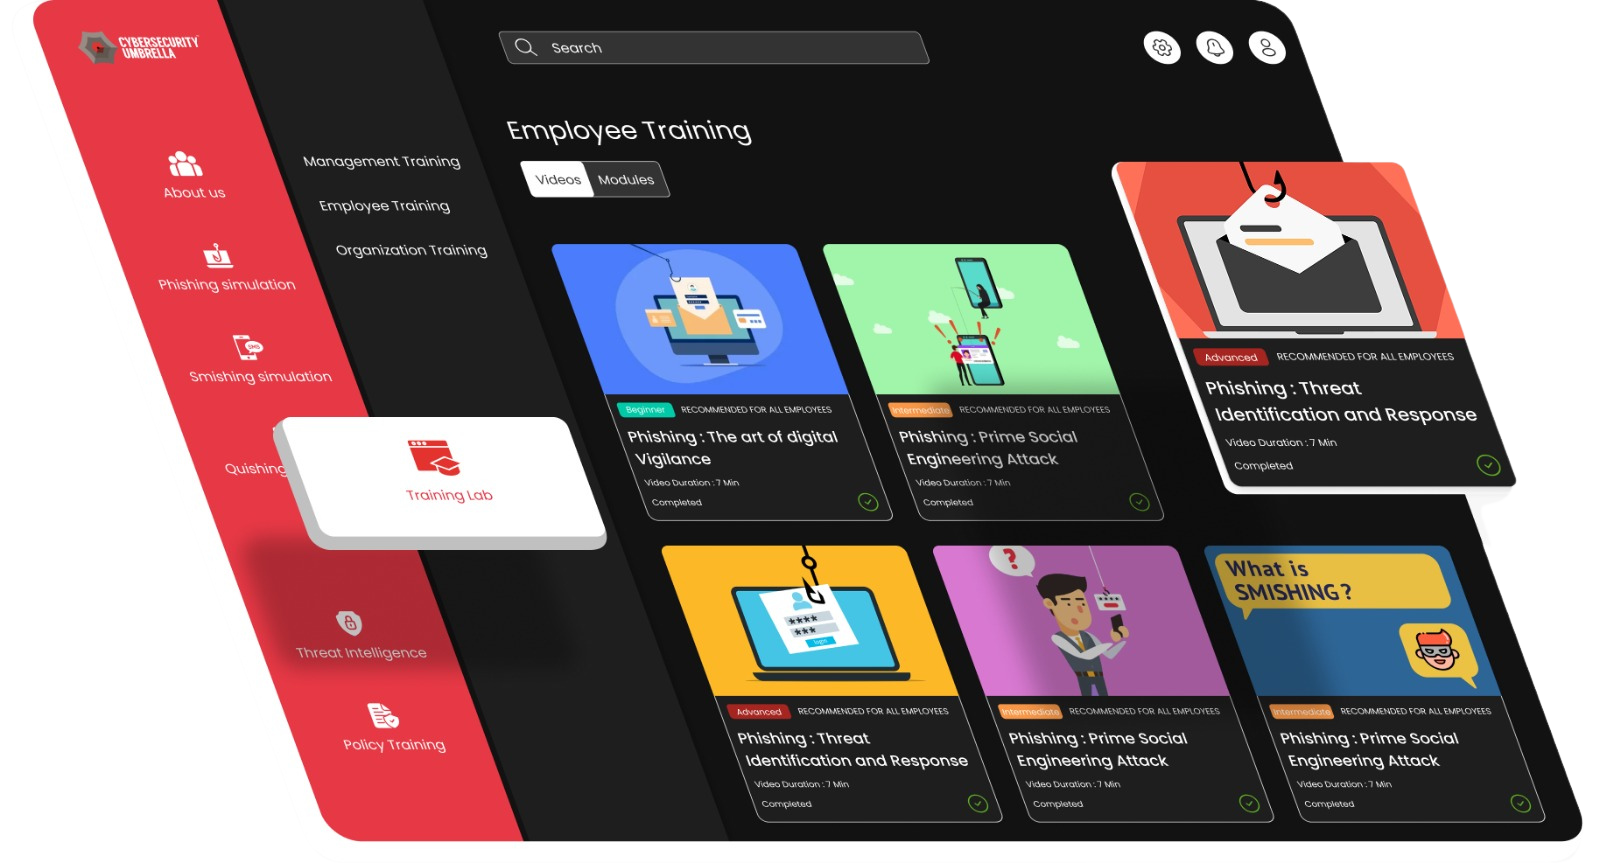 CYBERSECURITY
UMBRELLA
Search
About us
Phishing simulation
SMS
Smishing simulation
Quishing
Training Lab
Threat Intelligence
Policy Training
Management Training
Employee Training
Organization Training
Employee Training
Videos
Modules
Beginner
RECOMMENDED FOR ALL EMPLOYEES
Phishing : The art of digital
Vigilance
Video Duration : 7 Min
Completed
Intermediate
RECOMMENDED FOR ALL EMPLOYEES
Phishing : Prime Social
Engineering Attack
Video Duration : 7 Min
Completed
Advanced
RECOMMENDED FOR ALL EMPLOYEES
Phishing : Threat
Identification and Response
Video Duration : 7 Min
Completed
****
***
login
Advanced
RECOMMENDED FOR ALL EMPLOYEES
Phishing : Threat
Identification and Response
Video Duration : 7 Min
Completed
?
Intermediate
RECOMMENDED FOR ALL EMPLOYEES
Phishing : Prime Social
Engineering Attack
Video Duration : 7 Min
Completed
What is
SMISHING?
Intermediate
RECOMMENDED FOR ALL EMPLOYEES
Phishing : Prime Social
Engineering Attack
Video Duration : 7 Min
Completed